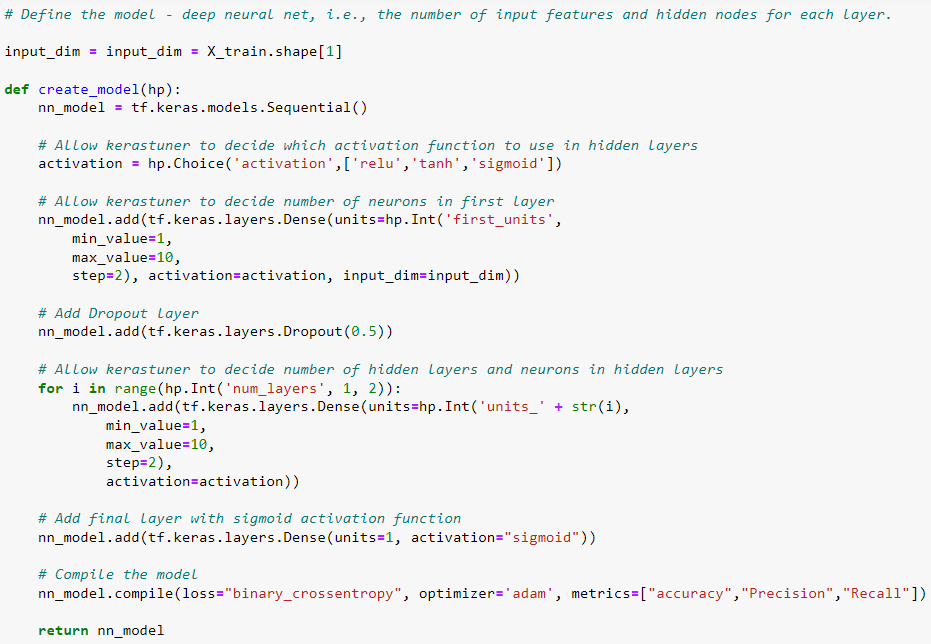 # Define the model - deep neural net, i.e., the number of input features and hidden nodes for each layer.
input_dim = input_dim = X_train.shape[1]
def create_model(hp):
    nn_model = tf.keras.models.Sequential()
    # Allow kerastuner to decide which activation function to use in hidden layers
    activation = hp.Choice('activation',['relu','tanh','sigmoid'])
    # Allow kerastuner to decide number of neurons in first layer
    nn_model.add(tf.keras.layers.Dense(units=hp.Int('first_units',
        min_value=1,
        max_value=10,
        step=2), activation=activation, input_dim=input_dim))
    # Add Dropout layer
    nn_model.add(tf.keras.layers.Dropout(0.5))
    # Allow kerastuner to decide number of hidden layers and neurons in hidden layers
    for i in range(hp.Int('num_layers', 1, 2)):
        nn_model.add(tf.keras.layers.Dense(units=hp.Int('units_' + str(i),
            min_value=1,
            max_value=10,
            step=2),
            activation=activation))
    # Add final layer with sigmoid activation function
    nn_model.add(tf.keras.layers.Dense(units=1, activation="sigmoid"))
    # Compile the model
    nn_model.compile(loss="binary_crossentropy", optimizer='adam', metrics=["accuracy","Precision","Recall"])
    return nn_model